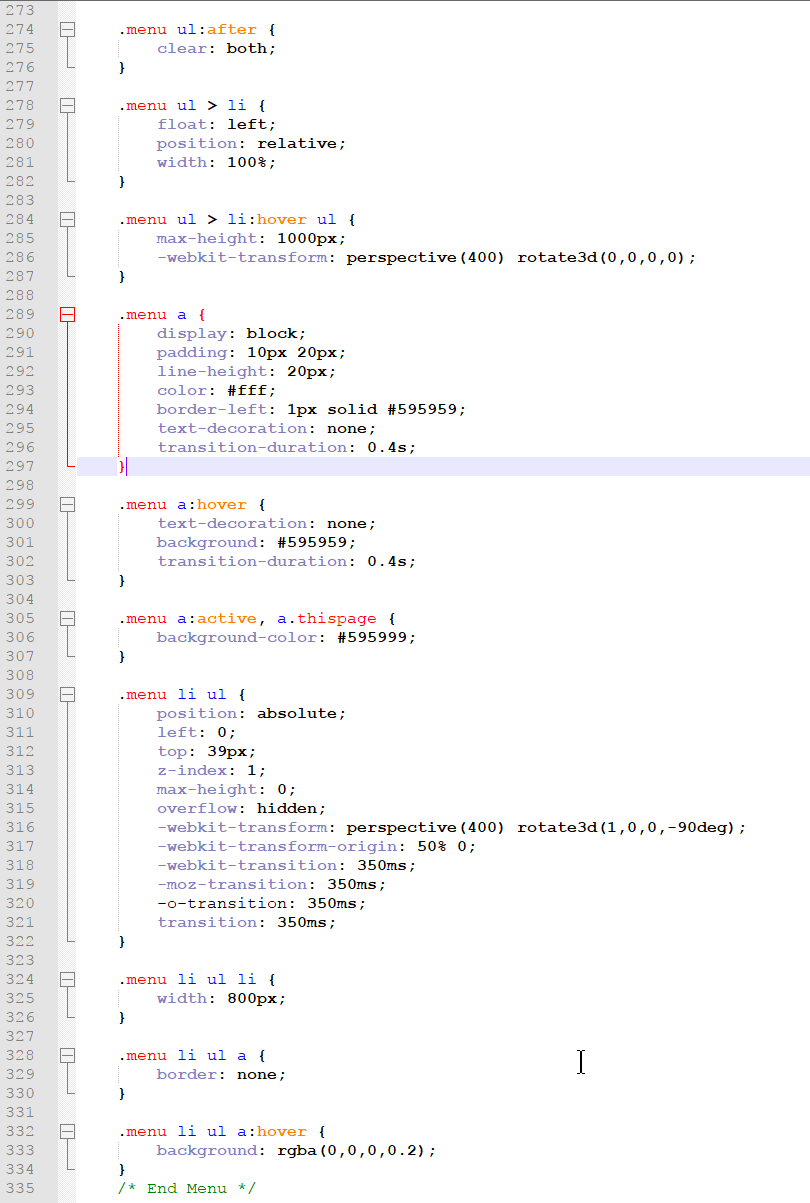 273
274 .menu ul:after {
275 clear: both;
276 }
277
278 .menu ul > li {
279 float: left;
280 position: relative;
281 width: 100%;
282 }
283
284 .menu ul > li:hover ul {
285 max-height: 1000px;
286 -webkit-transform: perspective(400) rotate3d(0,0,0,0);
287 }
288
289 .menu a {
290 display: block;
291 padding: 10px 20px;
292 line-height: 20px;
293 color: #fff;
294 border-left: 1px solid #595959;
295 text-decoration: none;
296 transition-duration: 0.4s;
297 }
298
299 .menu a:hover {
300 text-decoration: none;
301 background: #595959;
302 transition-duration: 0.4s;
303 }
304
305 .menu a:active, a.thispage {
306 background-color: #595999;
307 }
308
309 .menu li ul {
310 position: absolute;
311 left: 0;
312 top: 39px;
313 z-index: 1;
314 max-height: 0;
315 overflow: hidden;
316 -webkit-transform: perspective(400) rotate3d(1,0,0,-90deg);
317 -webkit-transform-origin: 50% 0;
318 -webkit-transition: 350ms;
319 -moz-transition: 350ms;
320 -o-transition: 350ms;
321 transition: 350ms;
322 }
323
324 .menu li ul li {
325 width: 800px;
326 }
327
328 .menu li ul a {
329 border: none;
330 }
331
332 .menu li ul a:hover {
333 background: rgba(0,0,0,0.2);
334 }
335 /* End Menu */